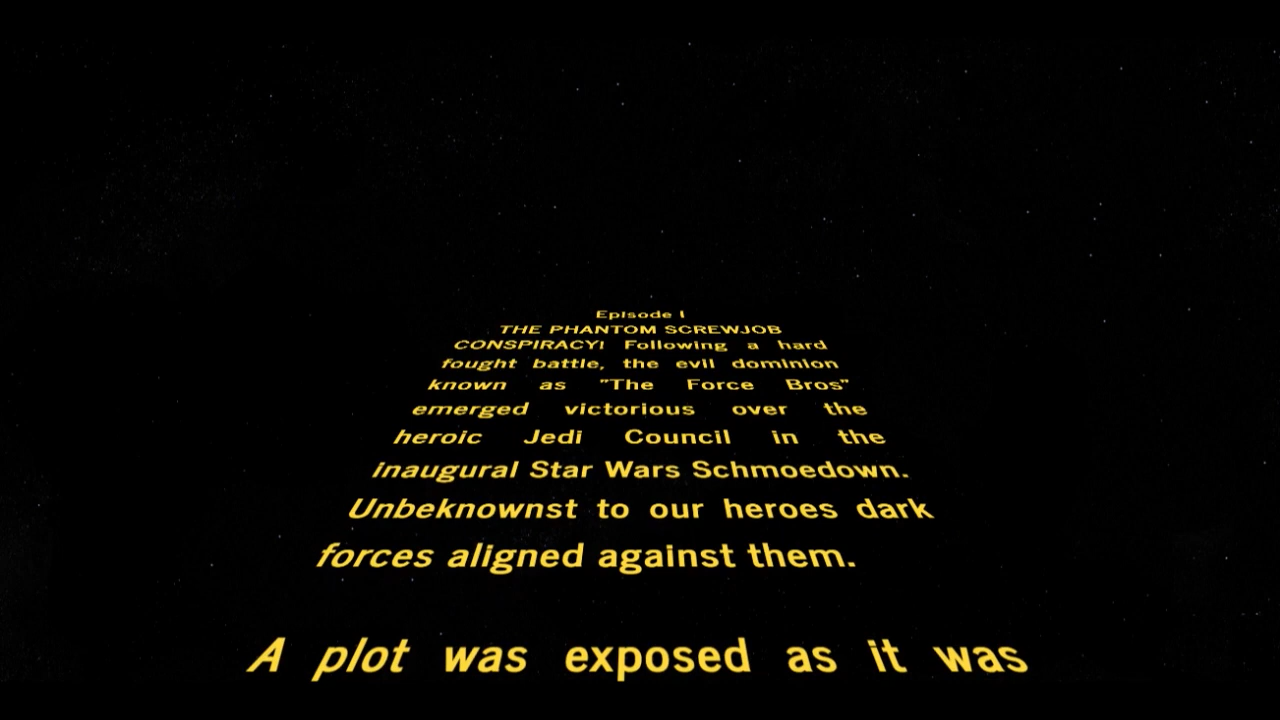 Episode I
THE PHANTOM SCREWJOB
CONSPIRACY! Following a hard
fought battle, the evil dominion
known as "The Force Bros"
emerged victorious over the
heroic Jedi Council in the
inaugural Star Wars Schmoedown.
Unbeknownst to our heroes dark
forces aligned against them.
A plot was exposed as it was